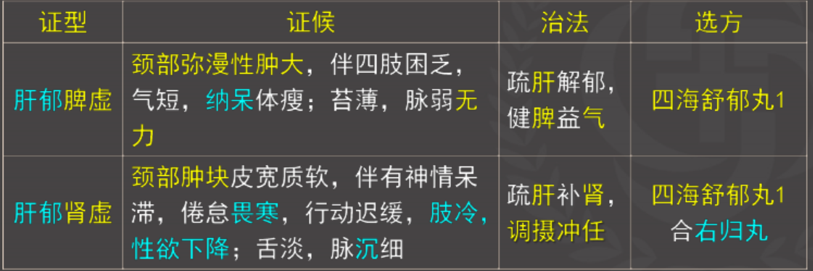 证型 证候 治法 选方
肝郁脾虚
颈部弥漫性肿大，伴四肢困乏，
气短，纳呆体瘦；苔薄，脉弱无
力
疏肝解郁，
健脾益气
四海舒郁丸1
肝郁肾虚
颈部肿块皮宽质软，伴有神情呆
滞，倦怠畏寒，行动迟缓，肢冷，
性欲下降；舌淡，脉沉细
疏肝补肾，
调摄冲任
四海舒郁丸1
合右归丸